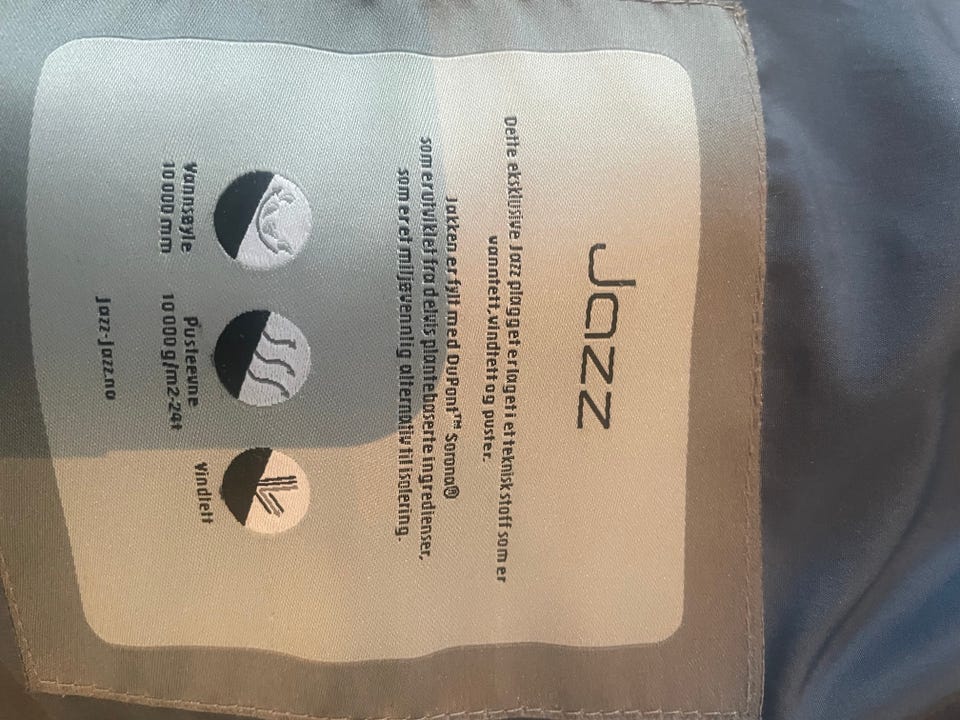 Jazz
Dette eksklusive Jazz plagget er laget i et teknisk stoff som er
vanntett, vindtett og puster.
Jakken er fylt med DuPont™ Sorona®
som er utviklet fra delvis plantebaserte ingredienser,
som er et miljøvennlig alternativ til isolering.
Vannsøyle
10 000 mm
Pusteevne
10 000g/m2-24t
Vindtett
Jazz-Jazz.no